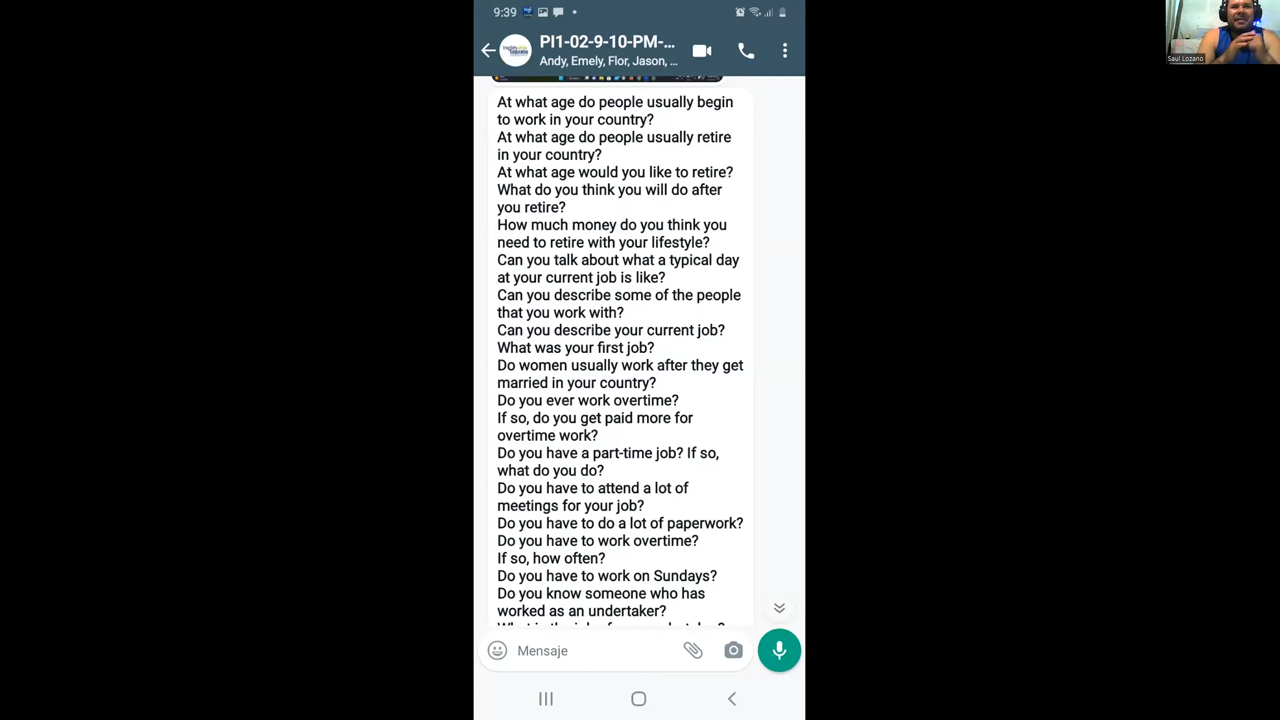 9:39
PI1-02-9-10-PM-...
Andy, Emely, Flor, Jason, ...
Saul Lozano
At what age do people usually begin
to work in your country?
At what age do people usually retire
in your country?
At what age would you like to retire?
What do you think you will do after
you retire?
How much money do you think you
need to retire with your lifestyle?
Can you talk about what a typical day
at your current job is like?
Can you describe some of the people
that you work with?
Can you describe your current job?
What was your first job?
Do women usually work after they get
married in your country?
Do you ever work overtime?
If so, do you get paid more for
overtime work?
Do you have a part-time job? If so,
what do you do?
Do you have to attend a lot of
meetings for your job?
Do you have to do a lot of paperwork?
Do you have to work overtime?
If so, how often?
Do you have to work on Sundays?
Do you know someone who has
worked as an undertaker?
Mensaje